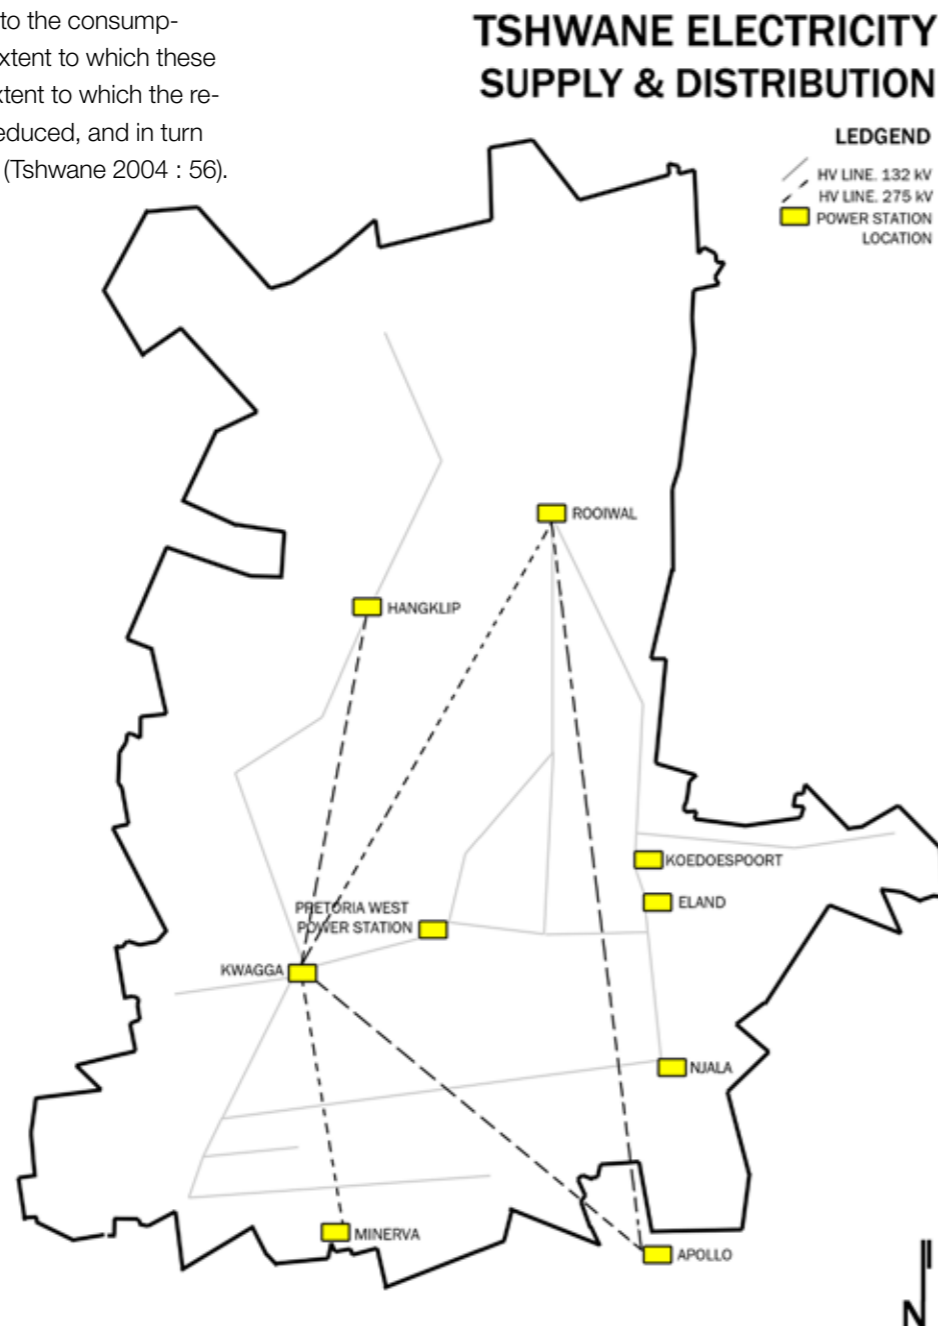 to the consump-
xtent to which these
xtent to which the re-
educed, and in turn
(Tshwane 2004 : 56).
TSHWANE ELECTRICITY
SUPPLY & DISTRIBUTION
LEDGEND
HV LINE. 132 kV
HV LINE. 275 kV
POWER STATION
LOCATION
ROOIWAL
HANGKLIP
KOEDOESPOORT
ELAND
PRETORIA WEST
POWER STATION
KWAGGA
NJALA
MINERVA
APOLLO
N